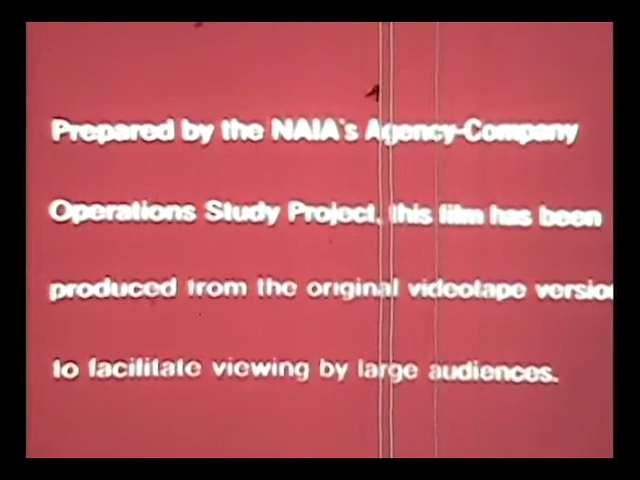 Prepared by the NAIA's Agency-Company
Operations Study Project, this film has been
produced from the original videotape versio
to facilitate viewing by large audiences.